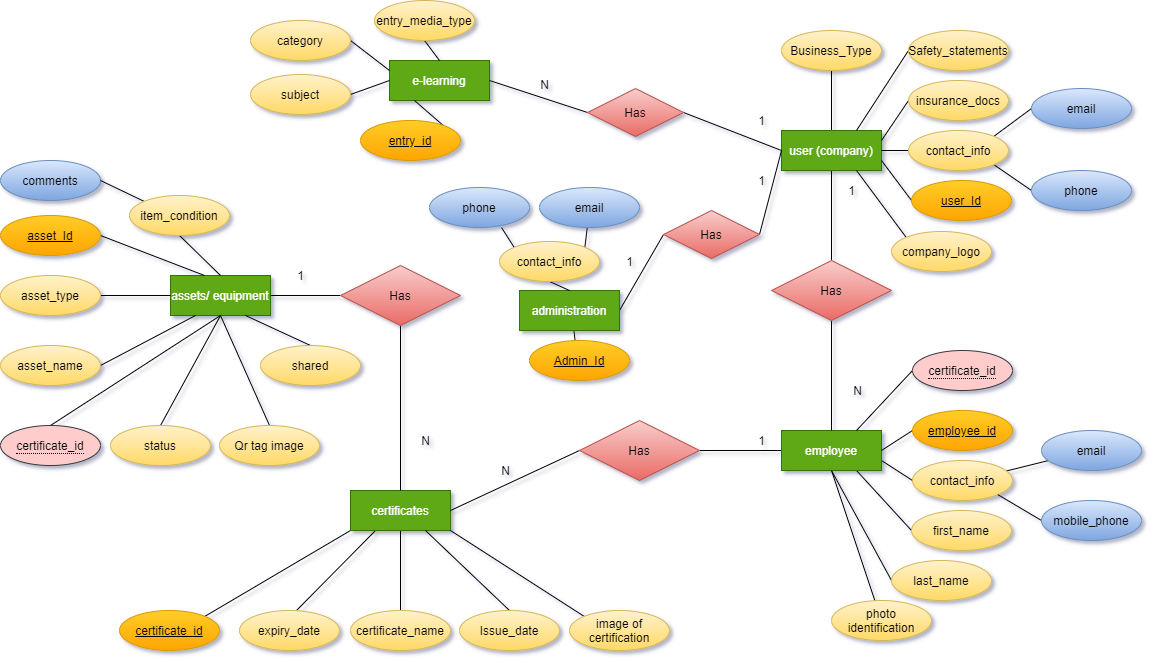 entry_media_type
category
e-learning
subject
entry_id
N
Has
1
Business_Type
Safety_statements
insurance_docs
email
user (company)
contact_info
phone
user_Id
company_logo
1
1
comments
item_condition
asset_Id
asset_type
assets/ equipment
asset_name
shared
certificate_id
status
Qr tag image
1
Has
N
phone
email
contact_info
administration
Admin_Id
1
Has
Has
N
certificate_id
employee_id
email
employee
contact_info
mobile_phone
first_name
last_name
photo
identification
1
Has
N
certificates
certificate_id
expiry_date
certificate_name
Issue_date
image of
certification